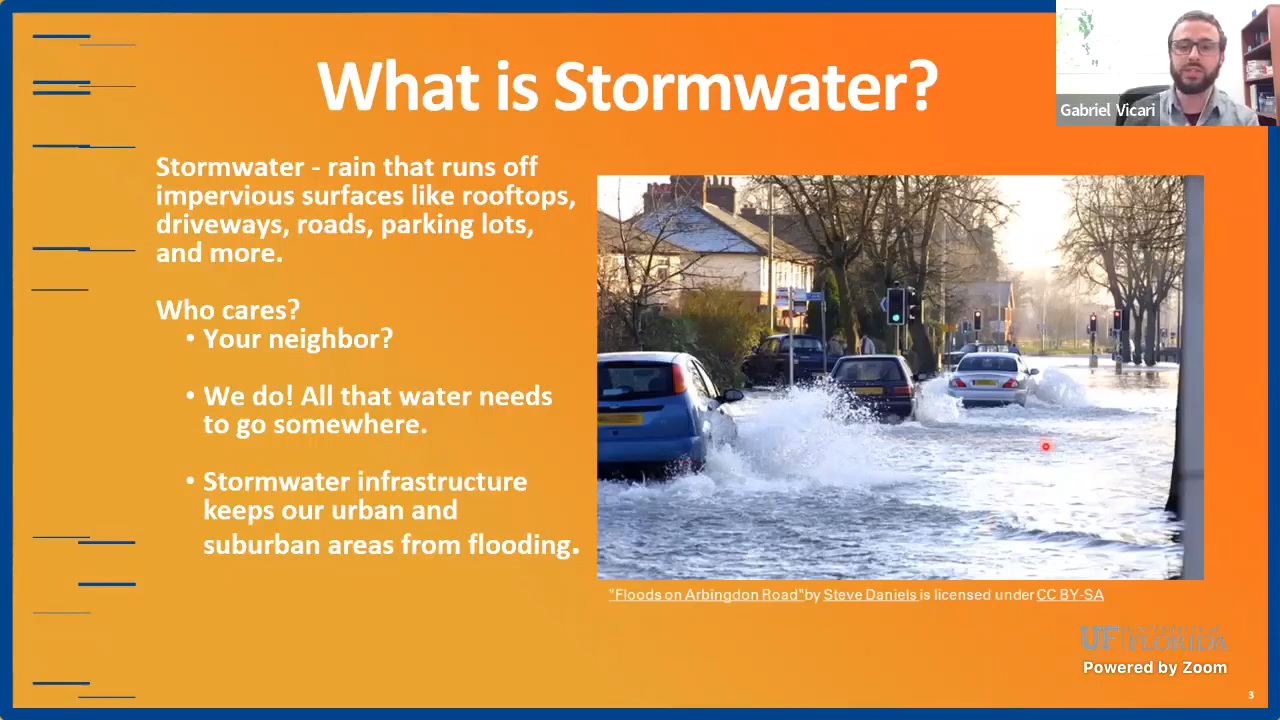 What is Stormwater?
Gabriel Vicari
Stormwater - rain that runs off
impervious surfaces like rooftops,
driveways, roads, parking lots,
and more.
Who cares?
• Your neighbor?
• We do! All that water needs
to go somewhere.
• Stormwater infrastructure
keeps our urban and
suburban areas from flooding.
"Floods on Arbingdon Road"by Steve Daniels is licensed under CC BY-SA
UF UNIVERSITY of FLORIDA
Powered by Zoom
3